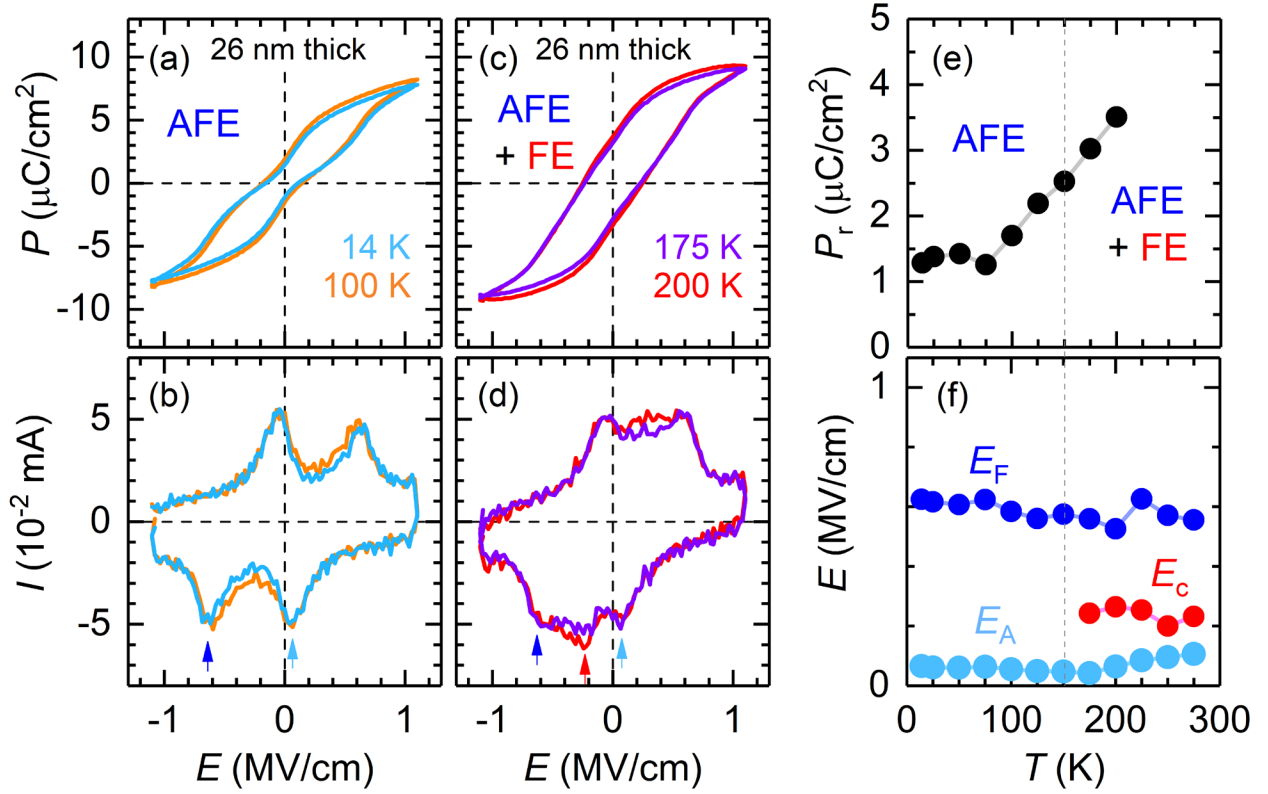 (a) 26 nm thick
AFE
14 K
100 K
10
5
0
-5
-10
P (μC/cm²)
(c) 26 nm thick
AFE
+ FE
175 K
200 K
(e)
AFE
AFE
+ FE
5
4
3
2
1
0
Pr (μC/cm²)
(b)
5
0
-5
I (10⁻² mA)
-1 0 1
E (MV/cm)
(d)
-1 0 1
E (MV/cm)
(f)
EF
Ec
EA
1
0
E (MV/cm)
0 100 200 300
T (K)